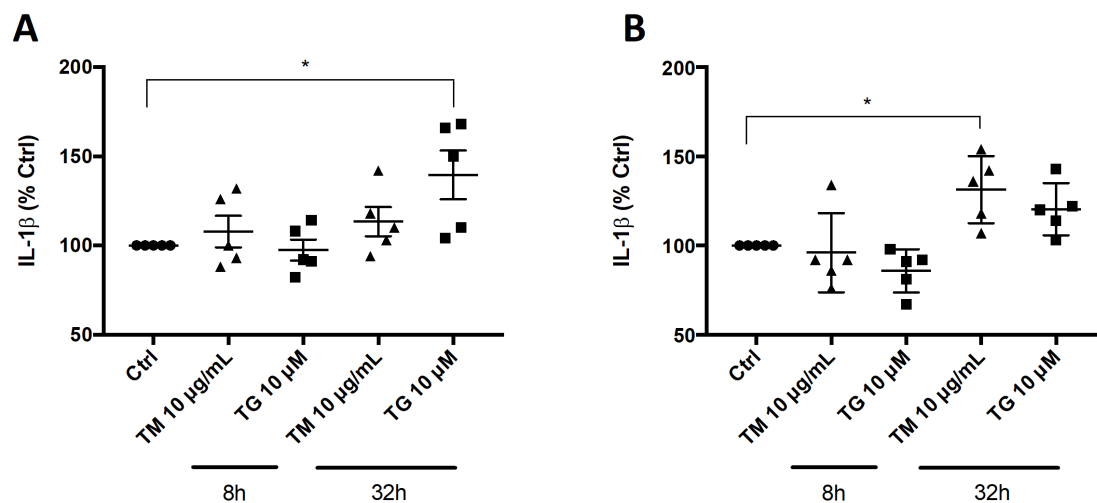 A
IL-1β (% Ctrl)
200
150
100
50
*
Ctrl
TM 10 µg/mL
TG 10 µM
TM 10 µg/mL
TG 10 µM
8h
32h
B
IL-1β (% Ctrl)
200
150
100
50
*
Ctrl
TM 10 µg/mL
TG 10 µM
TM 10 µg/mL
TG 10 µM
8h
32h